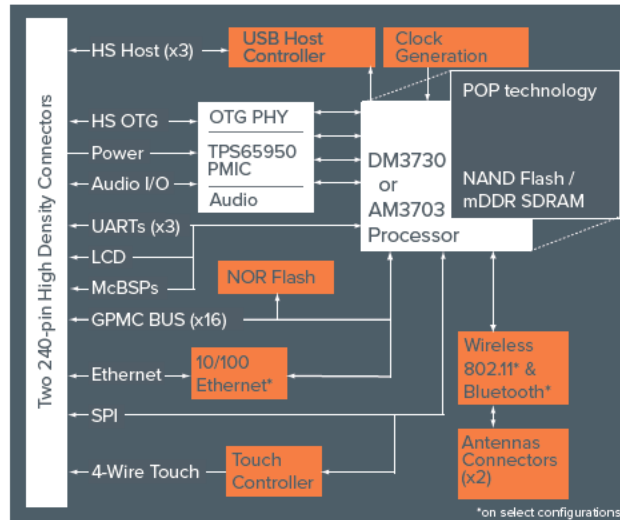 Two 240-pin High Density Connectors
HS Host (x3)
USB Host
Controller
Clock
Generation
POP technology
NAND Flash /
mDDR SDRAM
HS OTG
Power
Audio I/O
OTG PHY
TPS65950
PMIC
Audio
DM3730
or
AM3703
Processor
UARTs (x3)
LCD
McBSPs
NOR Flash
GPMC BUS (x16)
Ethernet
10/100
Ethernet*
Wireless
802.11* &
Bluetooth*
SPI
4-Wire Touch
Touch
Controller
Antennas
Connectors
(x2)
*on select configurations